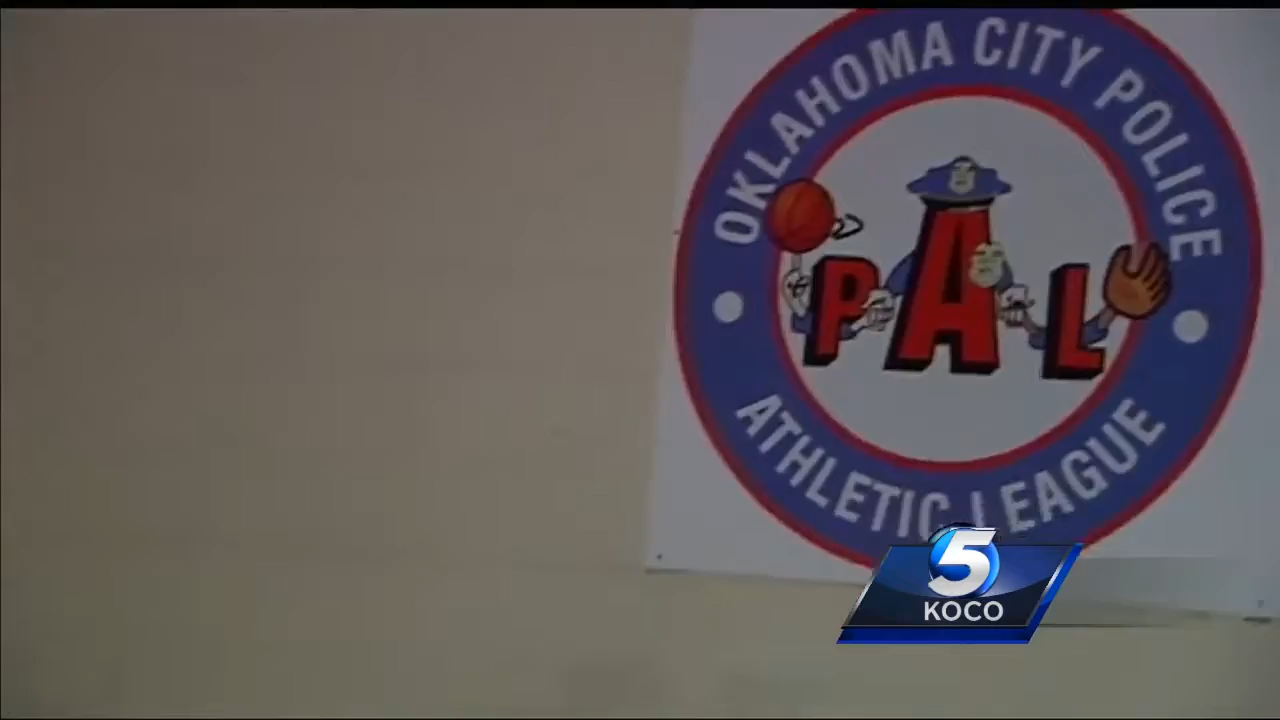 OKLAHOMA CITY POLICE
PAL
ATHLETIC LEAGUE
5
KOCO